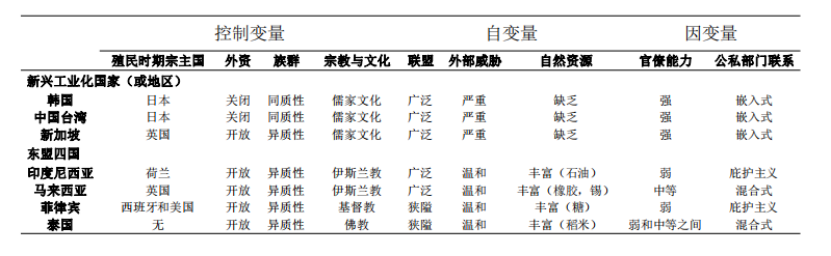 控制变量 自变量 因变量
殖民时期宗主国 外资 族群 宗教与文化 联盟 外部威胁 自然资源 官僚能力 公私部门联系
新兴工业化国家（或地区）
韩国 日本 关闭 同质性 儒家文化 广泛 严重 缺乏 强 嵌入式
中国台湾 日本 关闭 同质性 儒家文化 广泛 严重 缺乏 强 嵌入式
新加坡 英国 开放 异质性 儒家文化 广泛 严重 缺乏 强 嵌入式
东盟四国
印度尼西亚 荷兰 开放 异质性 伊斯兰教 广泛 温和 丰富（石油） 弱 庇护主义
马来西亚 英国 开放 异质性 伊斯兰教 广泛 温和 丰富（橡胶，锡） 中等 混合式
菲律宾 西班牙和美国 开放 异质性 基督教 狭隘 温和 丰富（糖） 弱 庇护主义
泰国 无 开放 异质性 佛教 狭隘 温和 丰富（稻米） 弱和中等之间 混合式